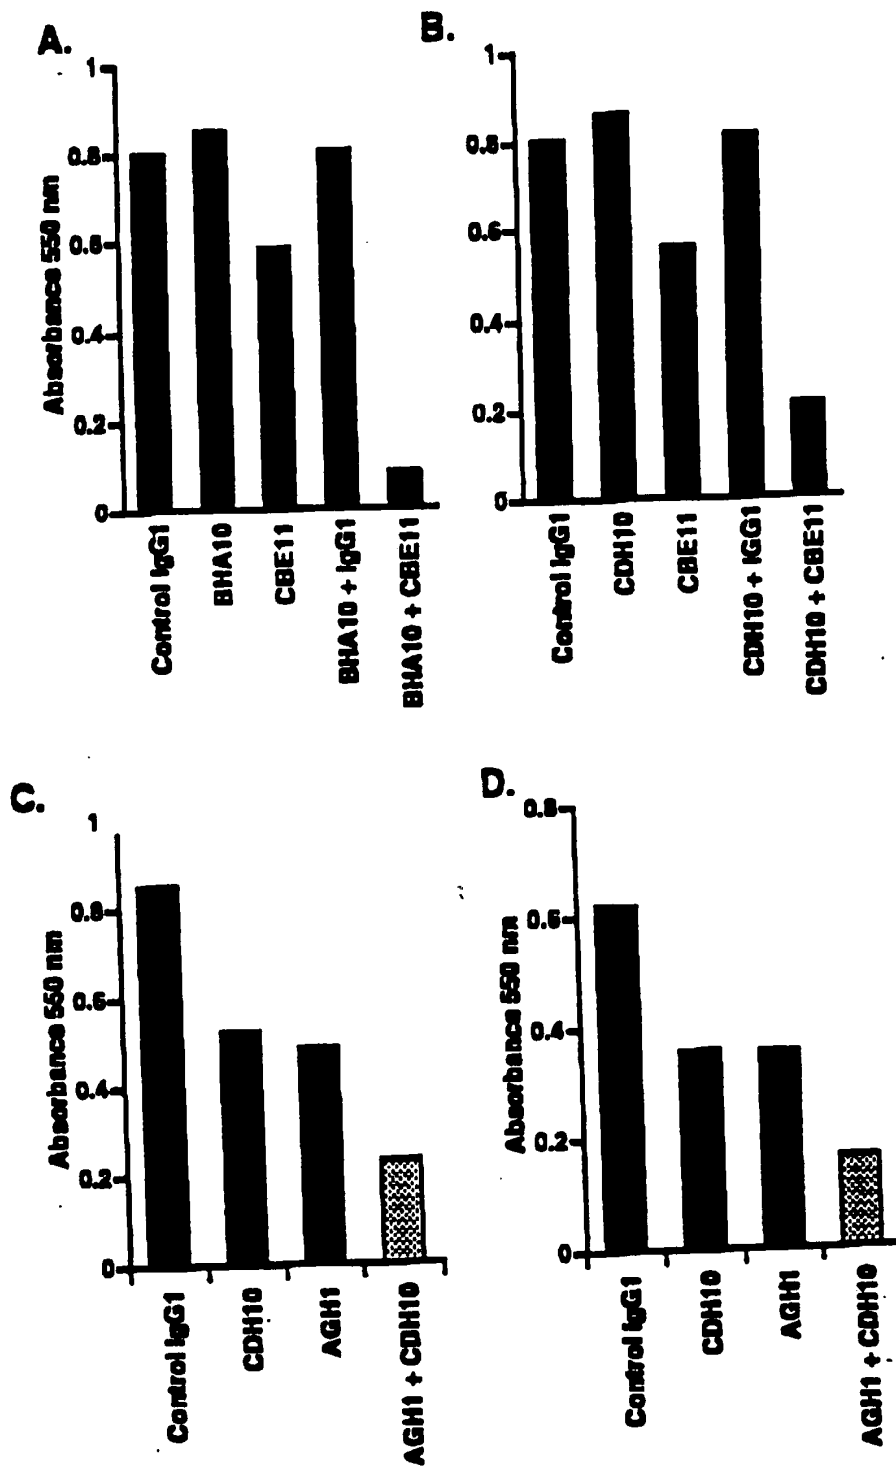 A.
1
0.8
0.6
0.4
0.2
0
Absorbance 550 nm
Control IgG1
BHA10
CBE11
BHA10 + IgG1
BHA10 + CBE11
B.
1
0.8
0.6
0.4
0.2
0
Control IgG1
CDH10
CBE11
CDH10 + IGG1
CDH10 + CBE11
C.
1
0.8
0.6
0.4
0.2
0
Absorbance 550 nm
Control IgG1
CDH10
AGH1
AGH1 + CDH10
D.
0.8
0.6
0.4
0.2
0
Absorbance 550 nm
Control IgG1
CDH10
AGH1
AGH1 + CDH10